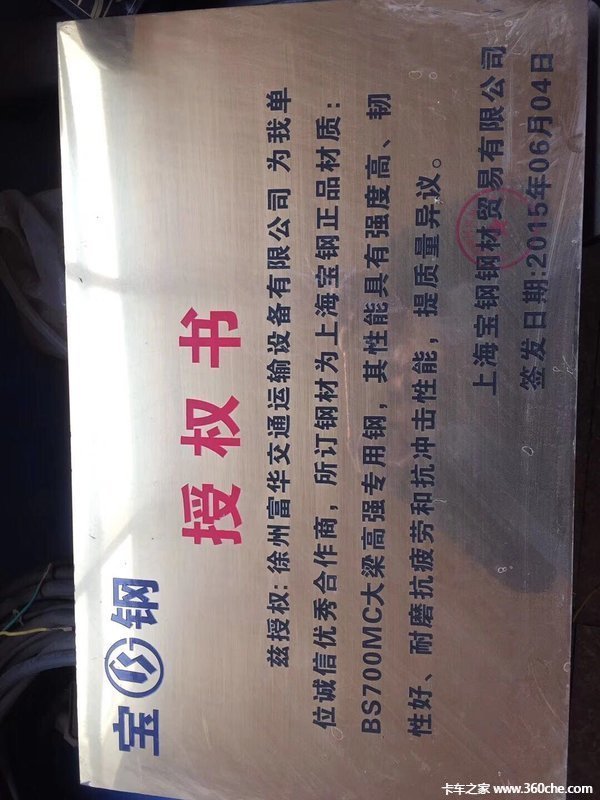 宝钢
授权书
兹授权:徐州富华交通运输设备有限公司 为我单
位诚信优秀合作商，所订钢材为上海宝钢正品材质：
BS700MC大梁高强专用钢，其性能具有强度高、韧
性好、耐磨抗疲劳和抗冲击性能，提质量异议。
上海宝钢钢材贸易有限公司
签发日期:2015年06月04日
卡车之家 www.360che.com